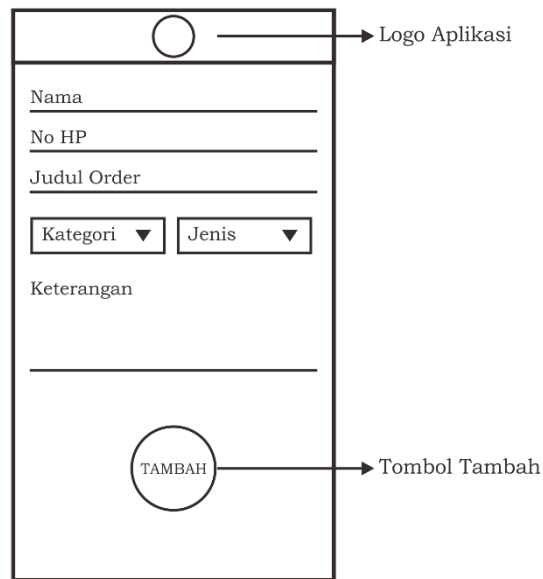 Logo Aplikasi
Nama
No HP
Judul Order
Kategori
Jenis
Keterangan
TAMBAH
Tombol Tambah